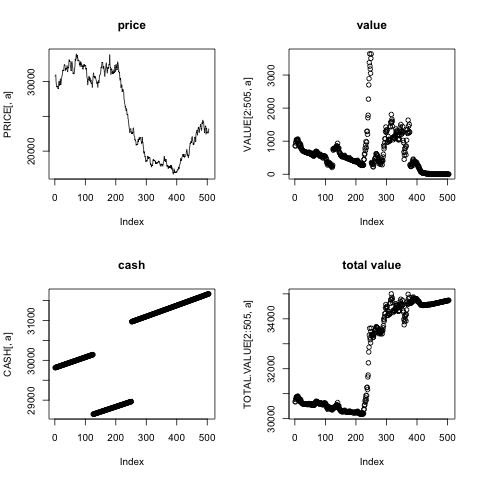 price
PRICE[, a]
20000 30000
0 100 200 300 400 500
Index
value
VALUE[2:505, a]
0 1000 2000 3000
0 100 200 300 400 500
Index
cash
CASH[, a]
29000 30000 31000
0 100 200 300 400 500
Index
total value
TOTAL.VALUE[2:505, a]
30000 32000 34000
0 100 200 300 400 500
Index